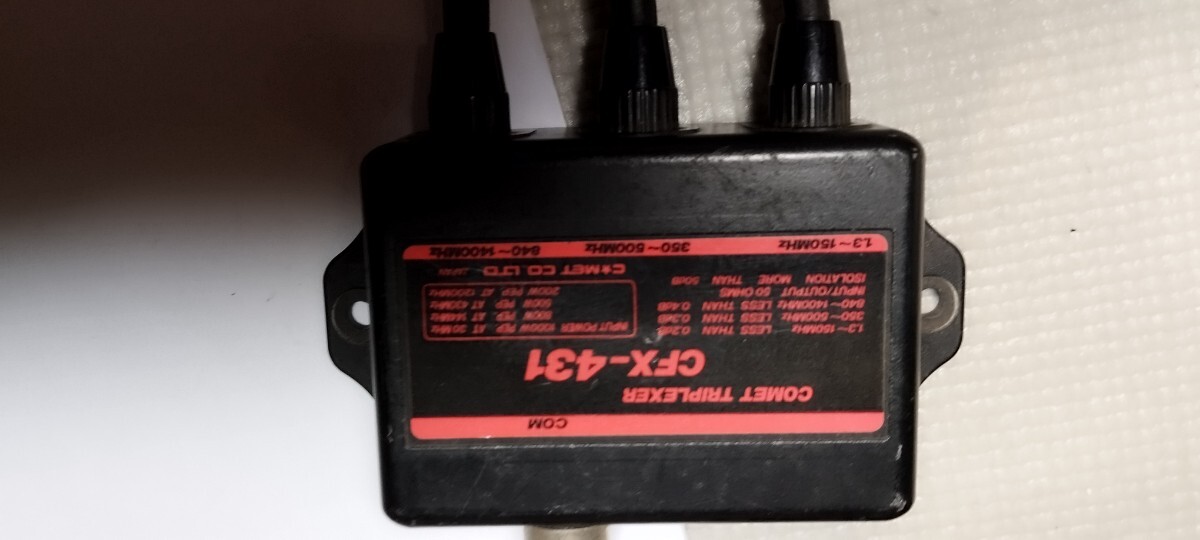 COM
COMET TRIPLEXER
CFX-431
1.3~150MHz LESS THAN 0.2dB
350~500MHz LESS THAN 0.3dB
840~1400MHz LESS THAN 0.4dB
INPUT/OUTPUT 50 OHMS
ISOLATION MORE THAN 50dB
INPUT POWER 1000W PEP AT 30MHz
800W PEP AT 144MHz
500W PEP AT 430MHz
200W PEP AT 1200MHz
C★MET CO. LTD JAPAN
1.3~150MHz 350~500MHz 840~1400MHz